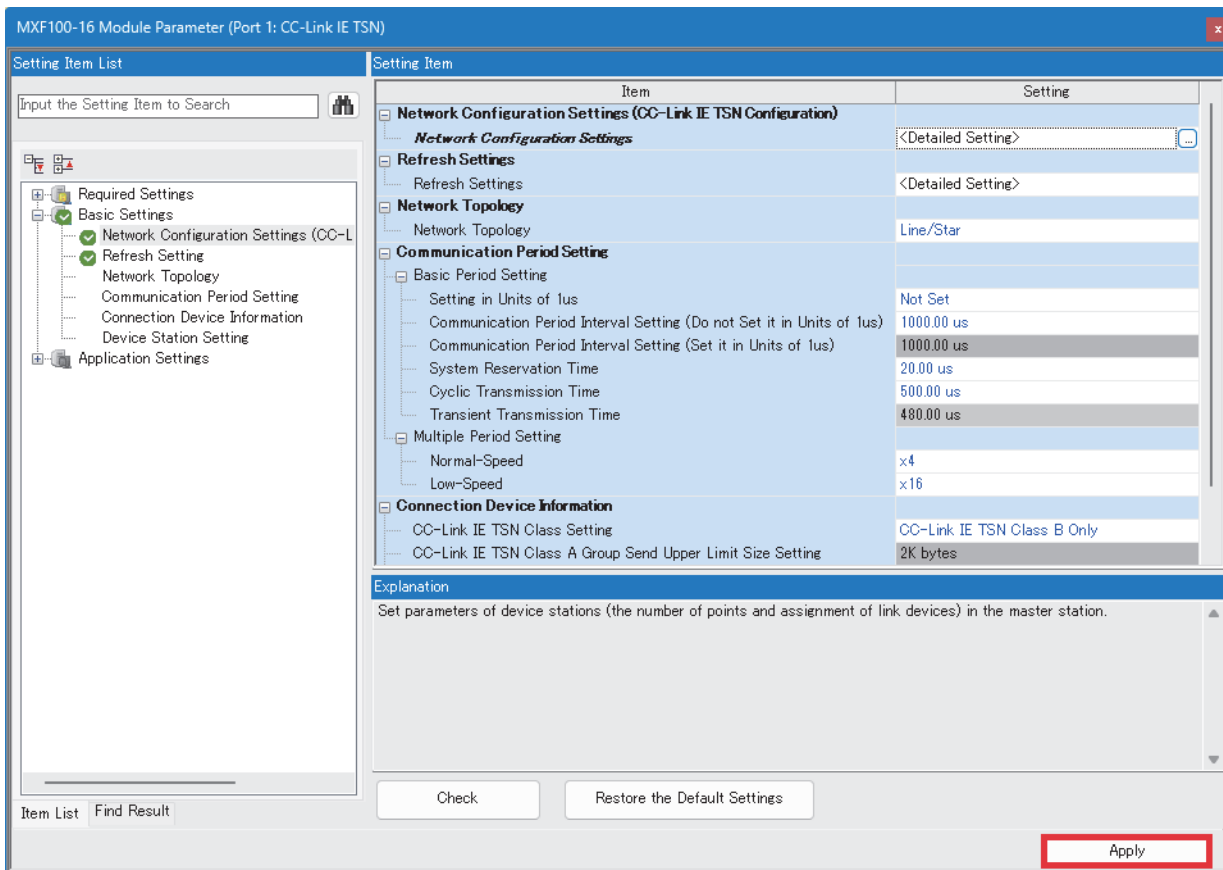 MXF100-16 Module Parameter (Port 1: CC-Link IE TSN)
x
Setting Item List
Input the Setting Item to Search
Required Settings
Basic Settings
Network Configuration Settings (CC-L
Refresh Setting
Network Topology
Communication Period Setting
Connection Device Information
Device Station Setting
Application Settings
Item List
Find Result
Setting Item
Item Setting
Network Configuration Settings (CC-Link IE TSN Configuration)
Network Configuration Settings <Detailed Setting> ...
Refresh Settings
Refresh Settings <Detailed Setting>
Network Topology
Network Topology Line/Star
Communication Period Setting
Basic Period Setting
Setting in Units of 1us Not Set
Communication Period Interval Setting (Do not Set it in Units of 1us) 1000.00 us
Communication Period Interval Setting (Set it in Units of 1us) 1000.00 us
System Reservation Time 20.00 us
Cyclic Transmission Time 500.00 us
Transient Transmission Time 480.00 us
Multiple Period Setting
Normal-Speed x4
Low-Speed x16
Connection Device Information
CC-Link IE TSN Class Setting CC-Link IE TSN Class B Only
CC-Link IE TSN Class A Group Send Upper Limit Size Setting 2K bytes
Explanation
Set parameters of device stations (the number of points and assignment of link devices) in the master station.
Check
Restore the Default Settings
Apply